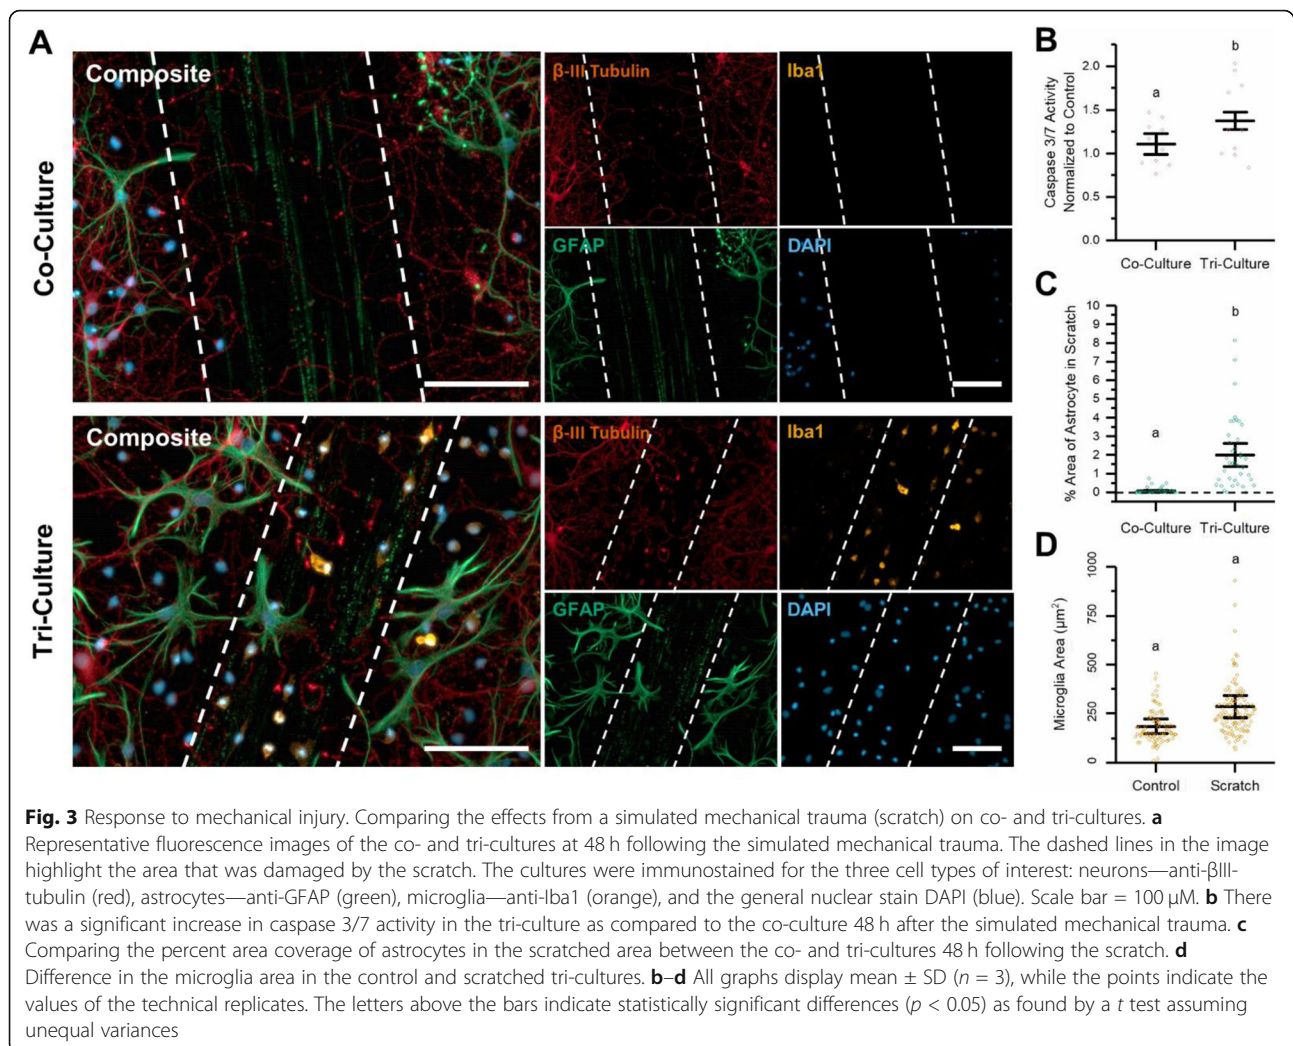 A
Co-Culture
Composite
β-III Tubulin
Iba1
GFAP
DAPI
Tri-Culture
Composite
β-III Tubulin
Iba1
GFAP
DAPI
B
Caspase 3/7 Activity
Normalized to Control
2.0
1.5
1.0
0.5
0.0
a
b
Co-Culture Tri-Culture
C
% Area of Astrocyte in Scratch
10
9
8
7
6
5
4
3
2
1
0
a
b
Co-Culture Tri-Culture
D
Microglia Area (µm²)
1000
750
500
250
0
a
a
Control Scratch
Fig. 3 Response to mechanical injury. Comparing the effects from a simulated mechanical trauma (scratch) on co- and tri-cultures. a
Representative fluorescence images of the co- and tri-cultures at 48 h following the simulated mechanical trauma. The dashed lines in the image
highlight the area that was damaged by the scratch. The cultures were immunostained for the three cell types of interest: neurons—anti-βIII-
tubulin (red), astrocytes—anti-GFAP (green), microglia—anti-Iba1 (orange), and the general nuclear stain DAPI (blue). Scale bar = 100 µM. b There
was a significant increase in caspase 3/7 activity in the tri-culture as compared to the co-culture 48 h after the simulated mechanical trauma. c
Comparing the percent area coverage of astrocytes in the scratched area between the co- and tri-cultures 48 h following the scratch. d
Difference in the microglia area in the control and scratched tri-cultures. b–d All graphs display mean ± SD (n = 3), while the points indicate the
values of the technical replicates. The letters above the bars indicate statistically significant differences (p < 0.05) as found by a t test assuming
unequal variances